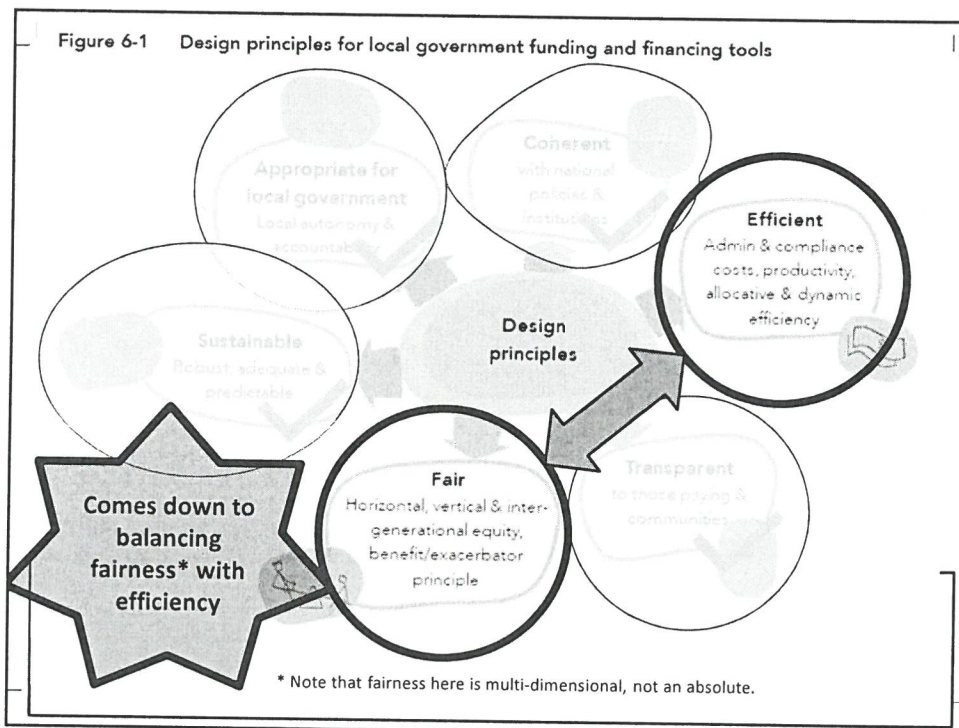 Figure 6-1 Design principles for local government funding and financing tools
Appropriate for
local government
Local autonomy &
accountability
Coherent
with national
policies &
institutions
Efficient
Admin & compliance
costs, productivity,
allocative & dynamic
efficiency
Design
principles
Sustainable
Robust, adequate &
predictable
Fair
Horizontal, vertical & inter-
generational equity,
benefit/exacerbator
principle
Transparent
to those paying &
communities
Comes down to
balancing
fairness* with
efficiency
* Note that fairness here is multi-dimensional, not an absolute.